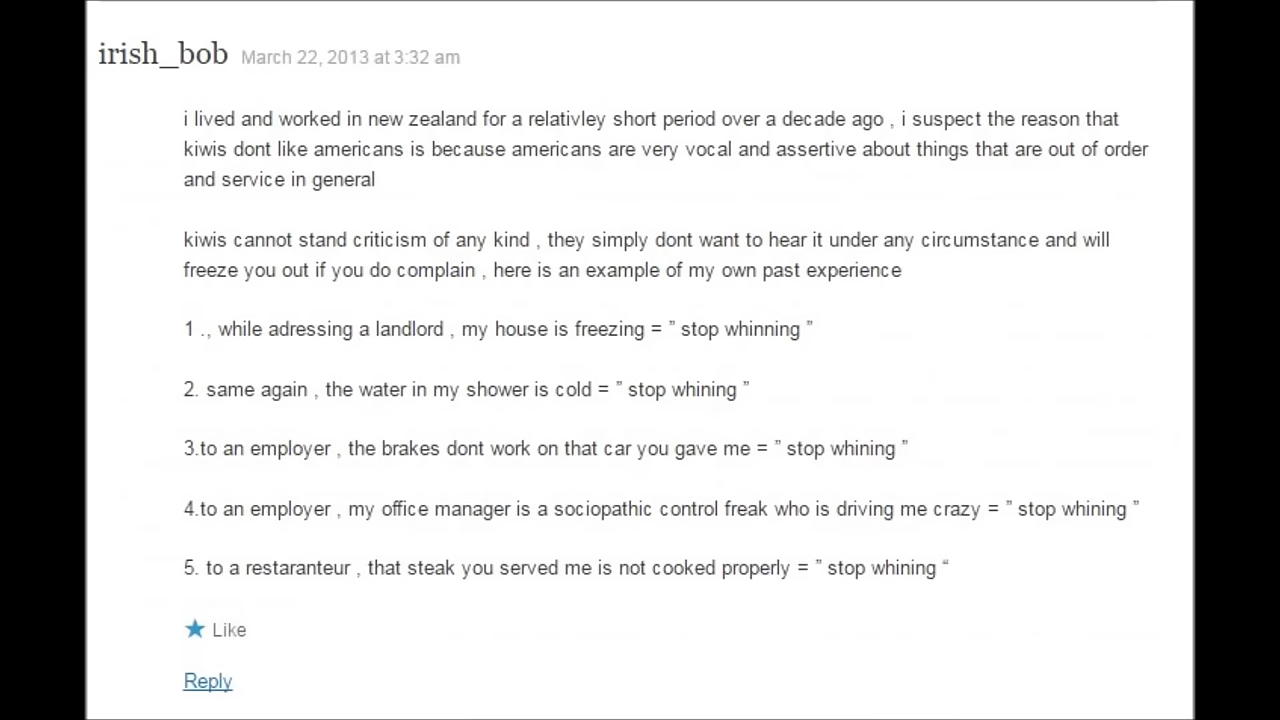 irish_bob March 22, 2013 at 3:32 am
i lived and worked in new zealand for a relativley short period over a decade ago , i suspect the reason that
kiwis dont like americans is because americans are very vocal and assertive about things that are out of order
and service in general
kiwis cannot stand criticism of any kind , they simply dont want to hear it under any circumstance and will
freeze you out if you do complain , here is an example of my own past experience
1 ., while adressing a landlord , my house is freezing = ” stop whinning ”
2. same again , the water in my shower is cold = ” stop whining ”
3.to an employer , the brakes dont work on that car you gave me = ” stop whining ”
4.to an employer , my office manager is a sociopathic control freak who is driving me crazy = ” stop whining ”
5. to a restaranteur , that steak you served me is not cooked properly = ” stop whining “
Like
Reply